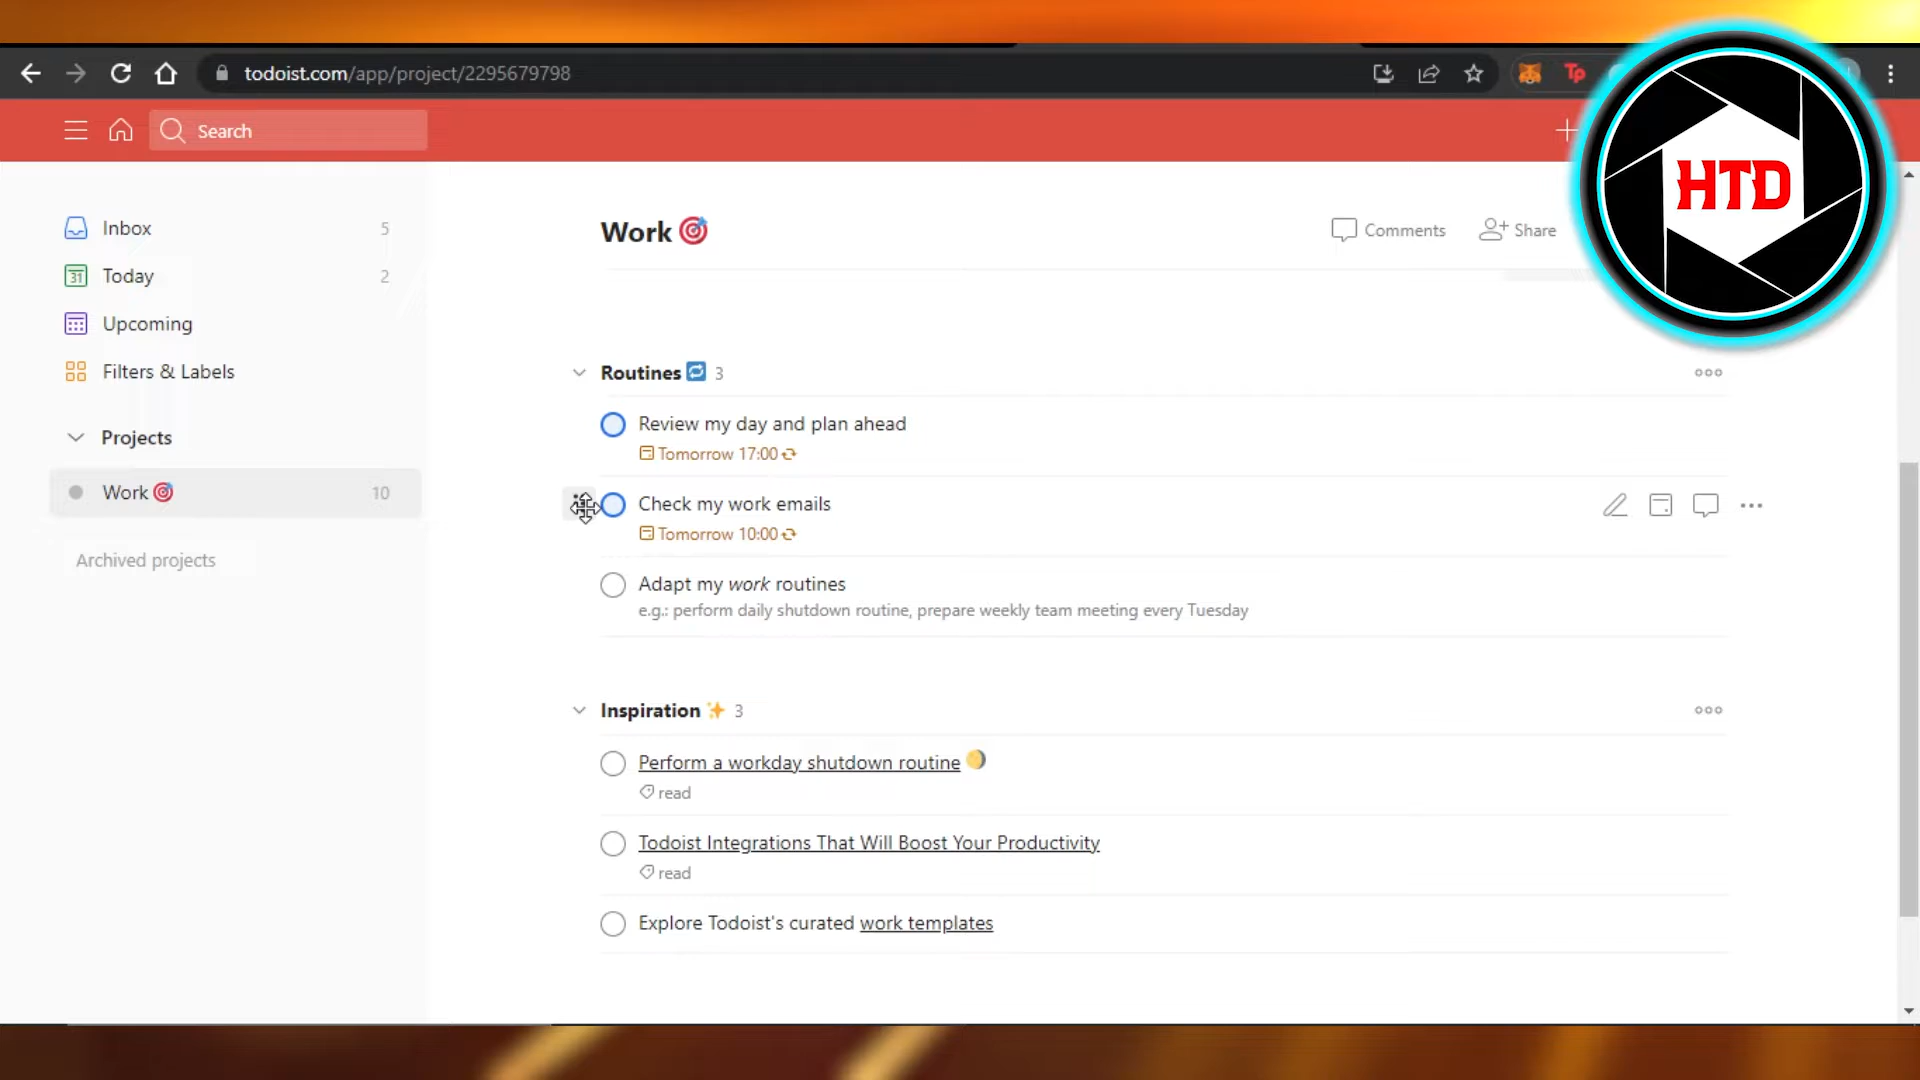 todoist.com/app/project/2295679798
Tp
Search
HTD
Inbox 5
31 Today 2
Upcoming
Filters & Labels
Projects
Work 10
Archived projects
Work
Comments
Share
Routines 3
Review my day and plan ahead
Tomorrow 17:00
Check my work emails
Tomorrow 10:00
Adapt my work routines
e.g.: perform daily shutdown routine, prepare weekly team meeting every Tuesday
Inspiration 3
Perform a workday shutdown routine
read
Todoist Integrations That Will Boost Your Productivity
read
Explore Todoist's curated work templates